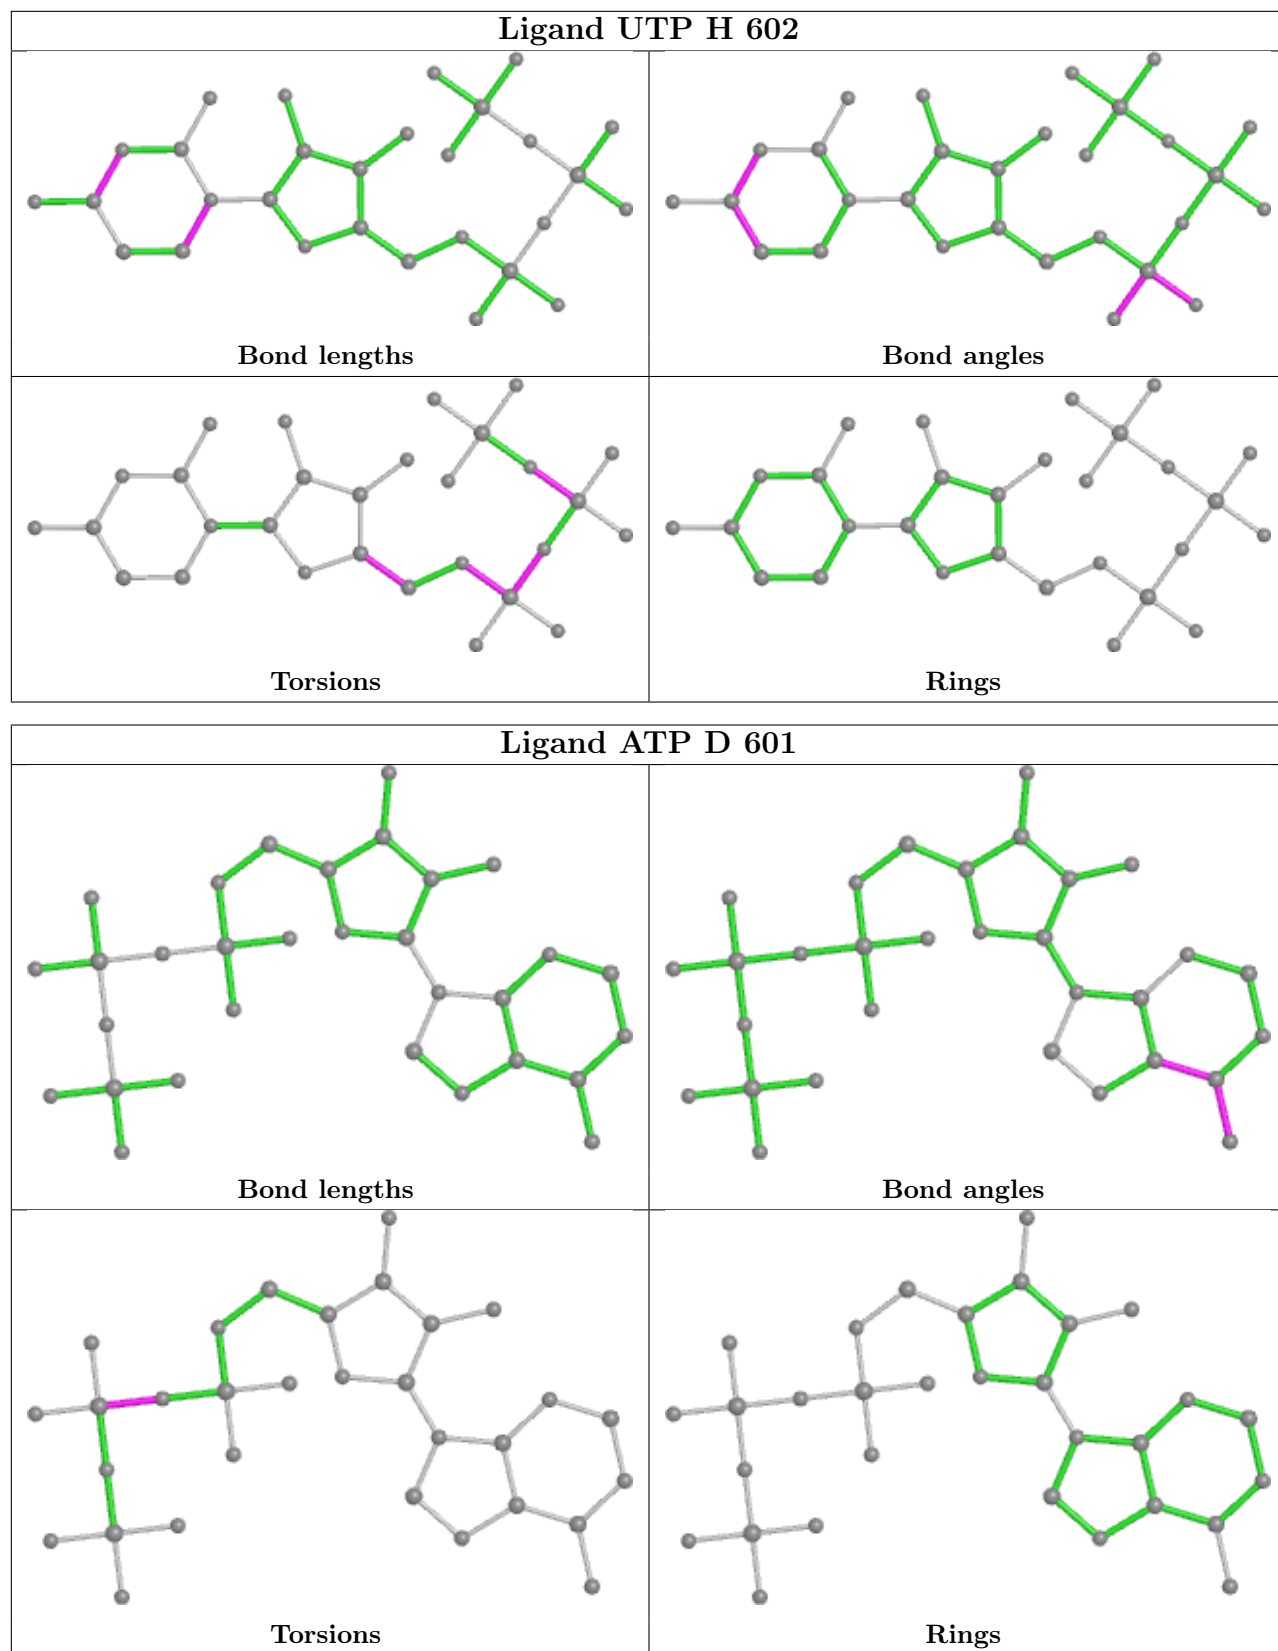 Ligand UTP H 602
Bond lengths
Bond angles
Torsions
Rings
Ligand ATP D 601
Bond lengths
Bond angles
Torsions
Rings